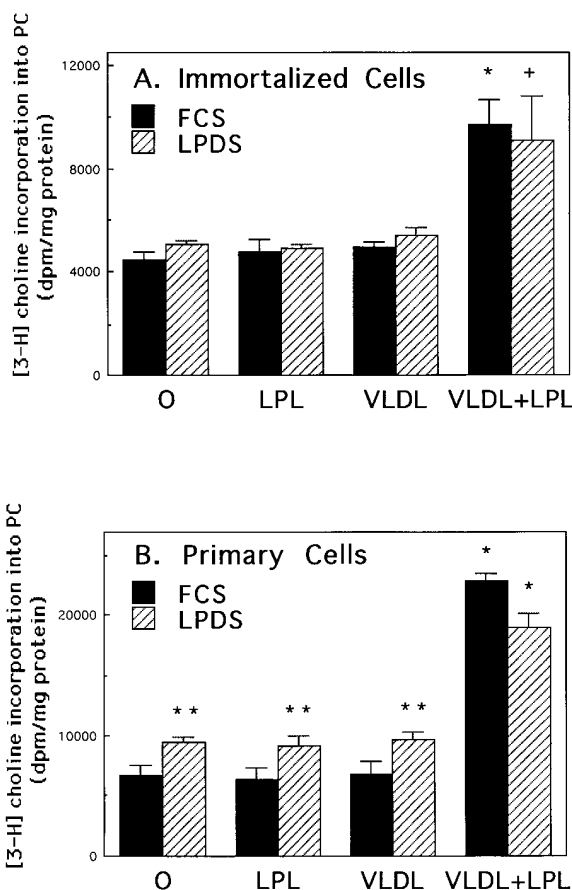 [3-H] choline incorporation into PC
(dpm/mg protein)
12000
8000
4000
0
A. Immortalized Cells
FCS
LPDS
* +
O LPL VLDL VLDL+LPL
[3-H] choline incorporation into PC
(dpm/mg protein)
20000
10000
0
B. Primary Cells
FCS
LPDS
*
*
** ** **
O LPL VLDL VLDL+LPL